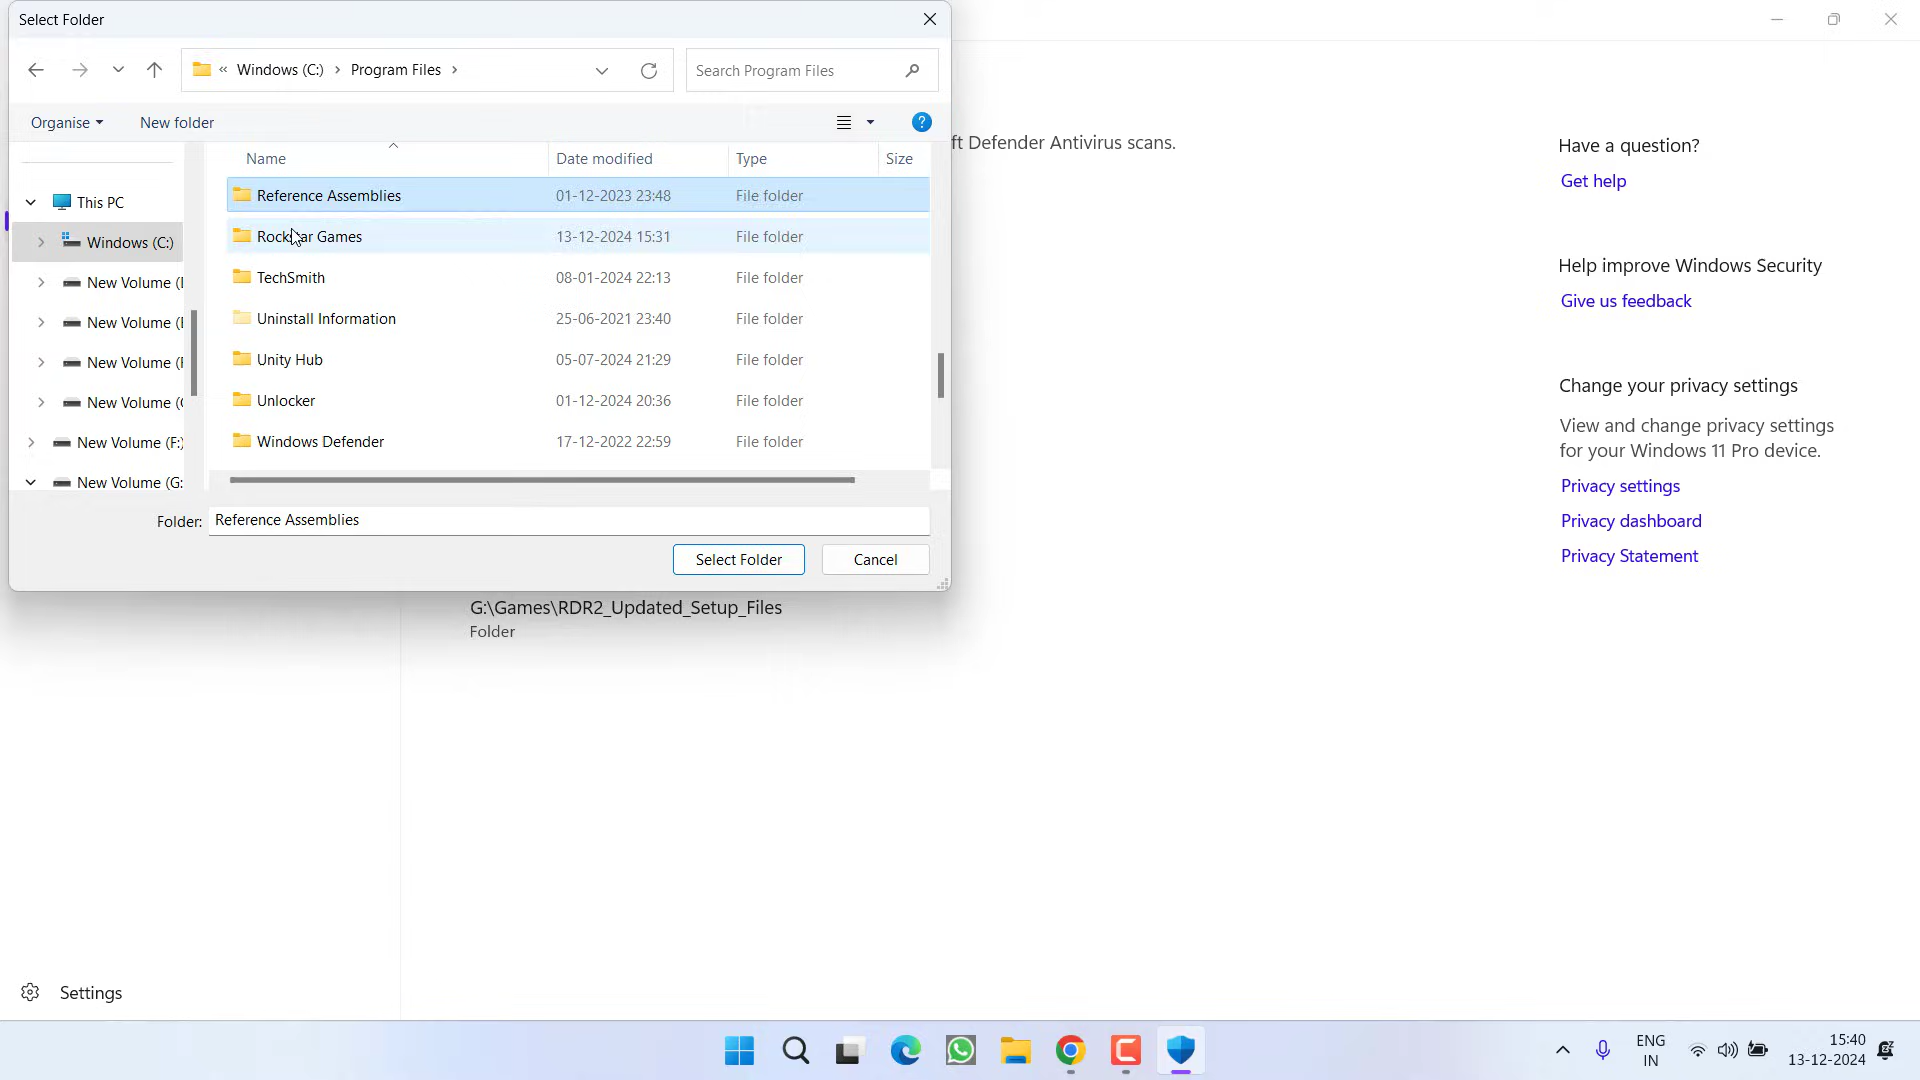 Select Folder
« Windows (C:) › Program Files ›
Search Program Files
Organise
New folder
Name
Date modified
Type
Size
This PC
Windows (C:)
New Volume (
New Volume (
New Volume (
New Volume (
New Volume (F:)
New Volume (G:
Reference Assemblies 01-12-2023 23:48 File folder
Rockstar Games 13-12-2024 15:31 File folder
TechSmith 08-01-2024 22:13 File folder
Uninstall Information 25-06-2021 23:40 File folder
Unity Hub 05-07-2024 21:29 File folder
Unlocker 01-12-2024 20:36 File folder
Windows Defender 17-12-2022 22:59 File folder
Folder: Reference Assemblies
Select Folder
Cancel
ft Defender Antivirus scans.
G:\Games\RDR2_Updated_Setup_Files
Folder
Settings
Have a question?
Get help
Help improve Windows Security
Give us feedback
Change your privacy settings
View and change privacy settings
for your Windows 11 Pro device.
Privacy settings
Privacy dashboard
Privacy Statement
ENG
IN
15:40
13-12-2024